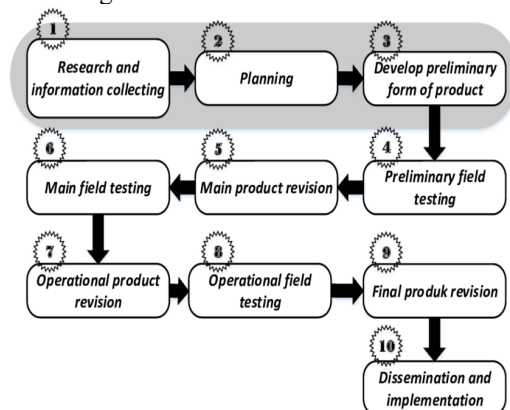 1
Research and
information collecting
2
Planning
3
Develop preliminary
form of product
4
Preliminary field
testing
5
Main product revision
6
Main field testing
7
Operational product
revision
8
Operational field
testing
9
Final produk revision
10
Dissemination and
implementation